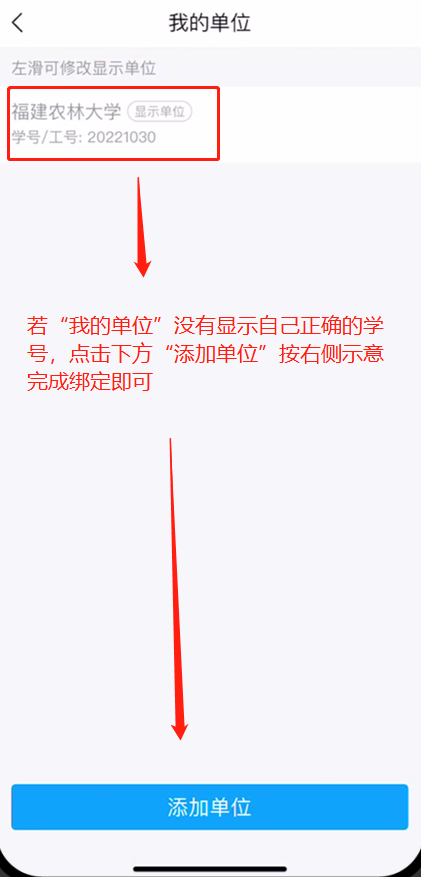 我的单位
左滑可修改显示单位
福建农林大学 显示单位
学号/工号: 20221030
若“我的单位”没有显示自己正确的学
号，点击下方“添加单位”按右侧示意
完成绑定即可
添加单位